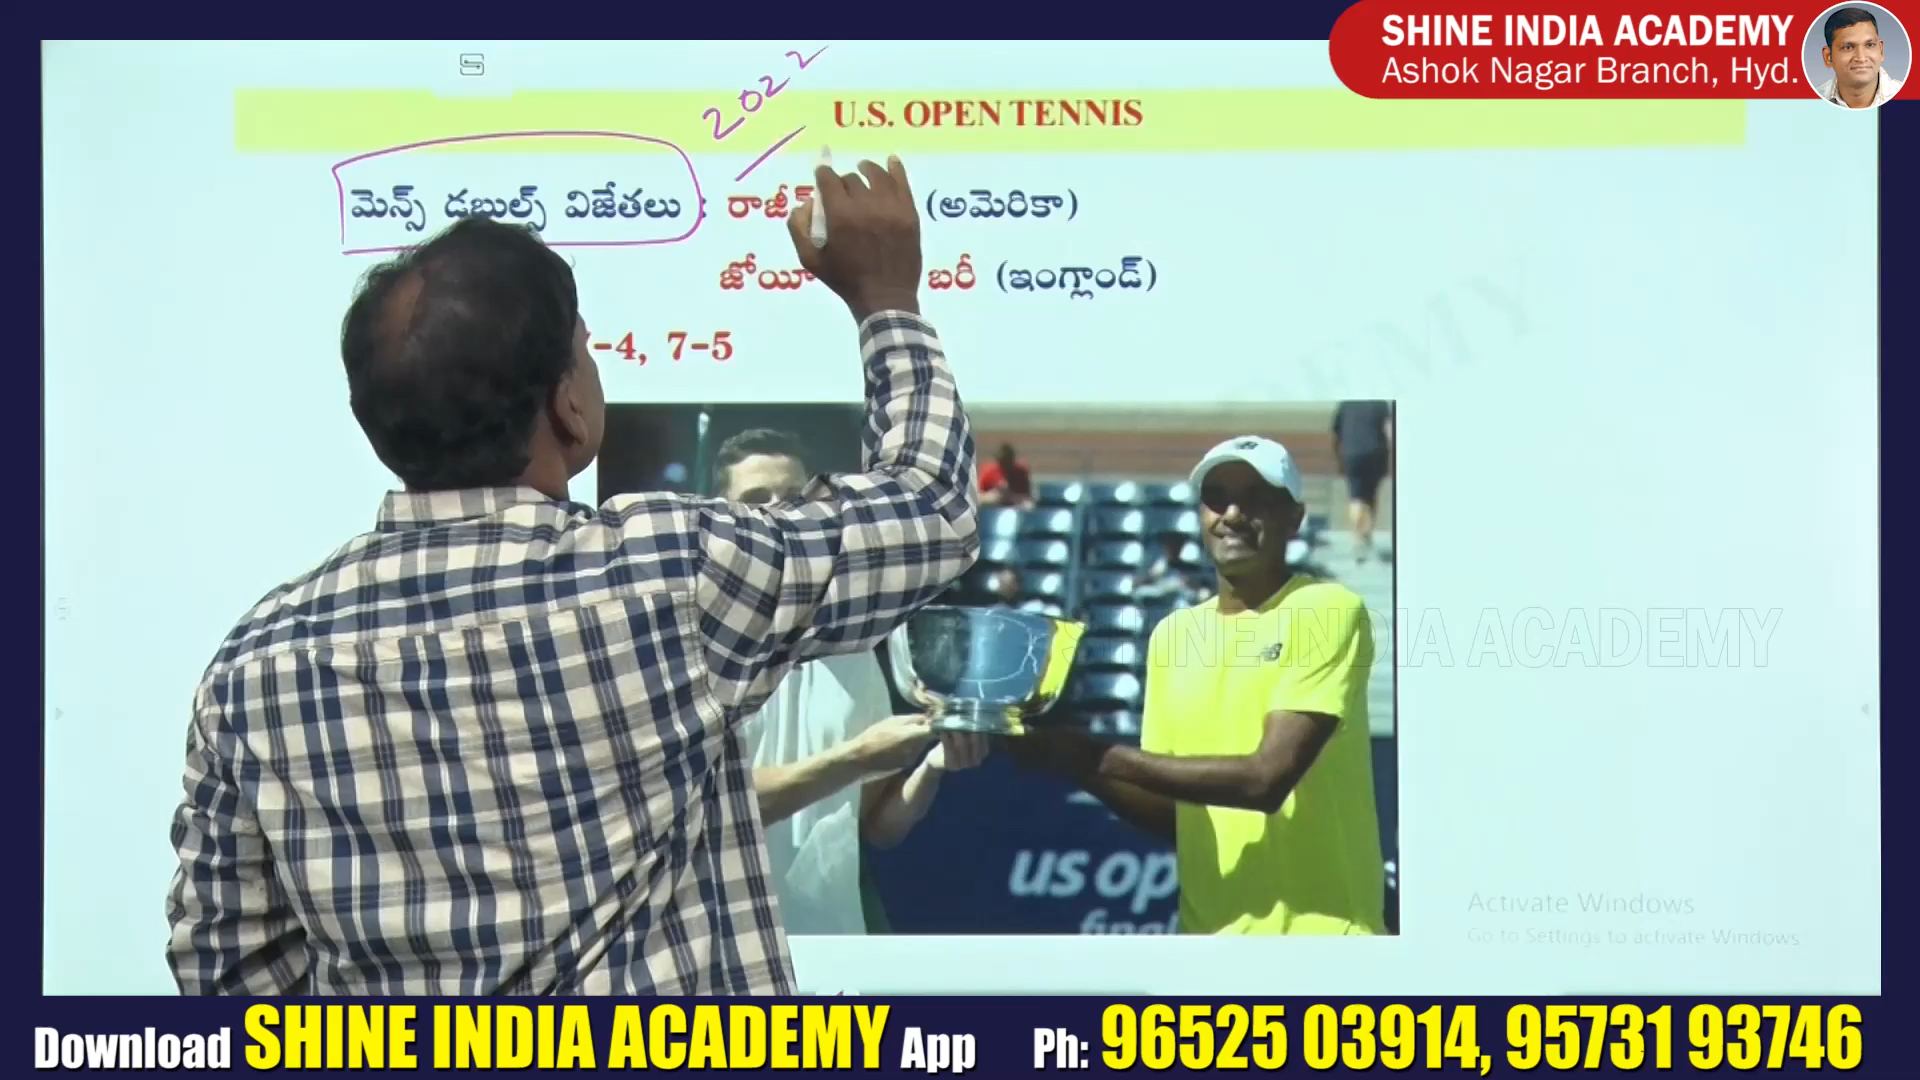 SHINE INDIA ACADEMY
Ashok Nagar Branch, Hyd.
2022
U.S. OPEN TENNIS
మెన్స్ డబుల్స్ విజేతలు : (అమెరికా)
బరీ (ఇంగ్లాండ్)
-4, 7-5
SHINE INDIA ACADEMY
us op
final
Activate Windows
Go to Settings to activate Windows.
Download SHINE INDIA ACADEMY App Ph: 96525 03914, 95731 93746